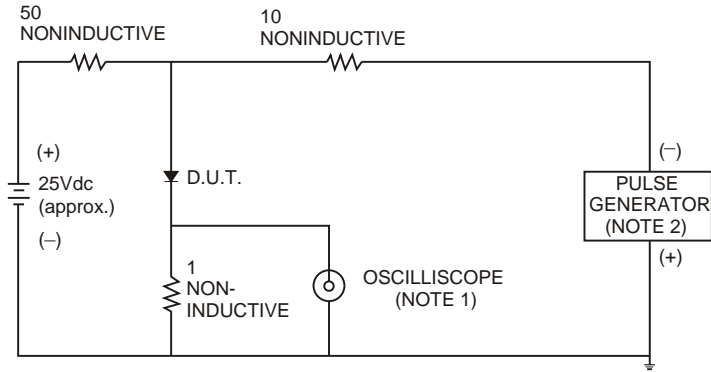 50
NONINDUCTIVE
10
NONINDUCTIVE
(+)
25Vdc
(approx.)
(–)
D.U.T.
1
NON-
INDUCTIVE
OSCILLISCOPE
(NOTE 1)
(–)
PULSE
GENERATOR
(NOTE 2)
(+)